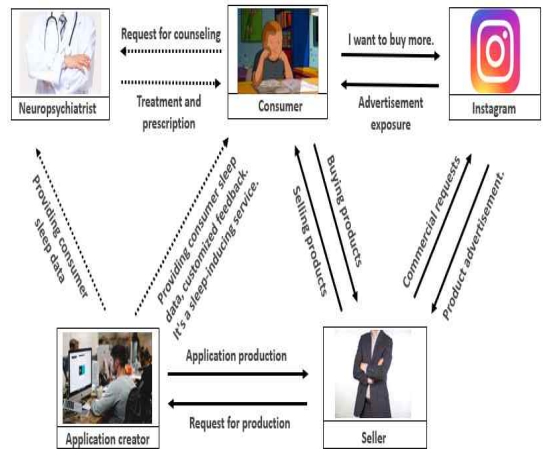 Request for counseling
I want to buy more.
Neuropsychiatrist
Treatment and
prescription
Consumer
Advertisement
exposure
Instagram
Providing consumer
sleep data
Providing consumer sleep
data, customized feedback.
It's a sleep-inducing service.
Selling products
Buying products
Commercial requests
Product advertisement.
Application production
Request for production
Application creator
Seller